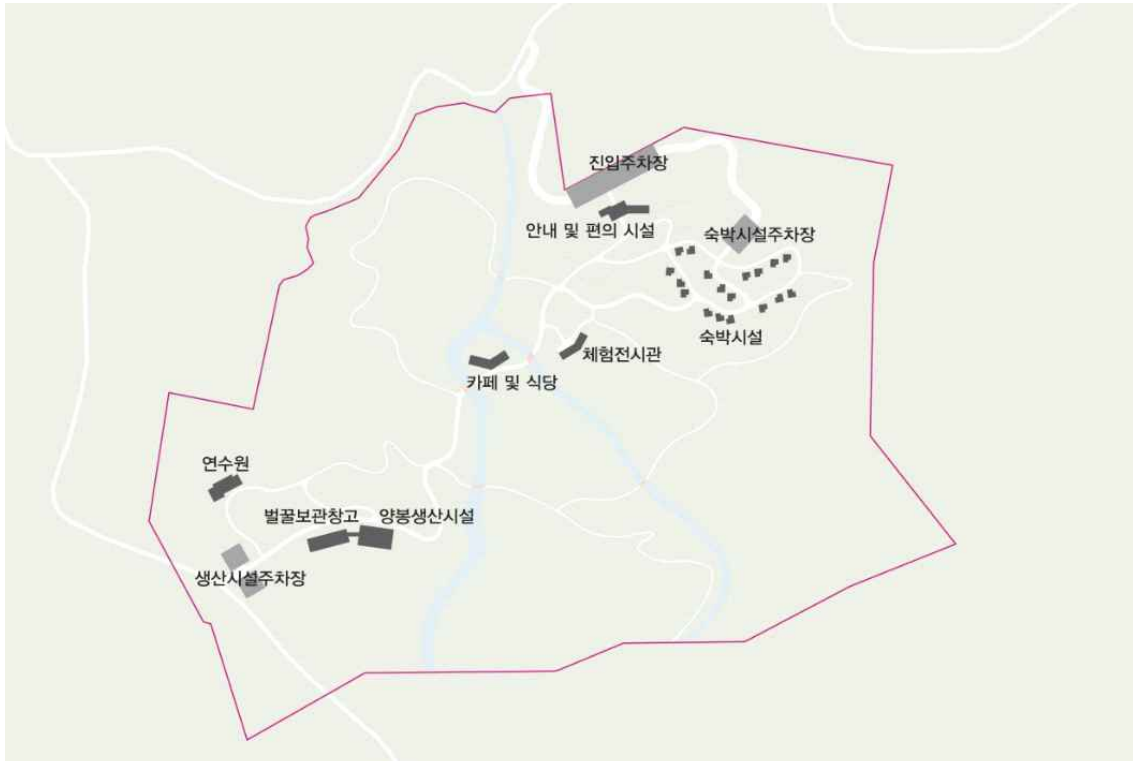 진입주차장
안내 및 편의 시설
숙박시설주차장
숙박시설
체험전시관
카페 및 식당
연수원
벌꿀보관창고
양봉생산시설
생산시설주차장